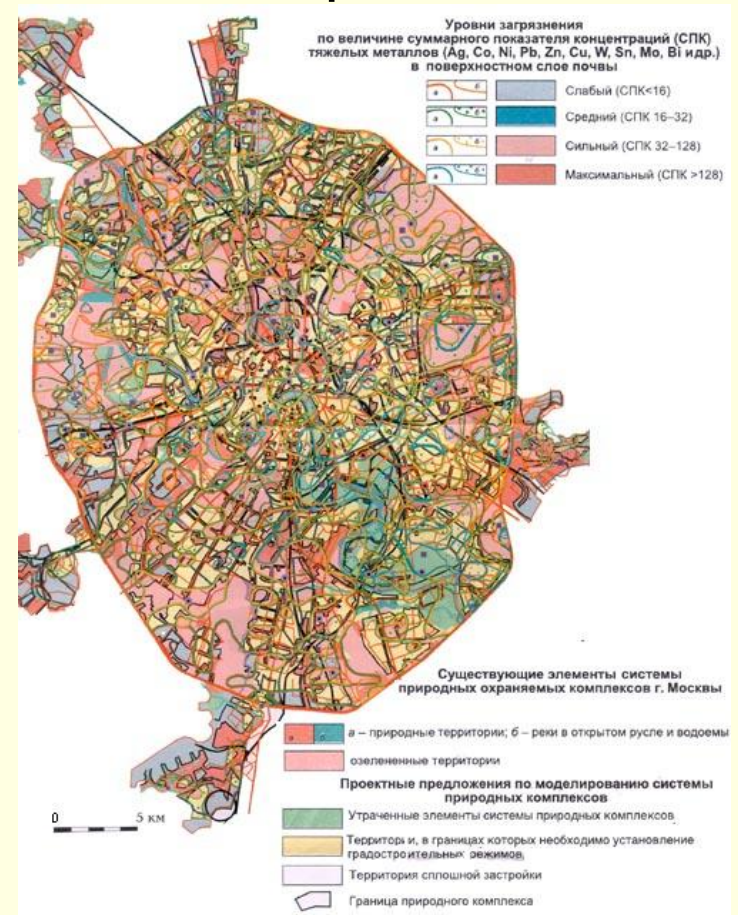 Уровни загрязнения
по величине суммарного показателя концентраций (СПК)
тяжелых металлов (Ag, Co, Ni, Pb, Zn, Cu, W, Sn, Mo, Bi и др.)
в поверхностном слое почвы
а б Слабый (СПК<16)
а б Средний (СПК 16–32)
а б Сильный (СПК 32–128)
а б Максимальный (СПК >128)
Существующие элементы системы
природных охраняемых комплексов г. Москвы
а б а – природные территории; б – реки в открытом русле и водоемы
озелененные территории
Проектные предложения по моделированию системы
природных комплексов
Утраченные элементы системы природных комплексов
0 5 км
Территории, в границах которых необходимо установление
градостроительных режимов
Территория сплошной застройки
Граница природного комплекса